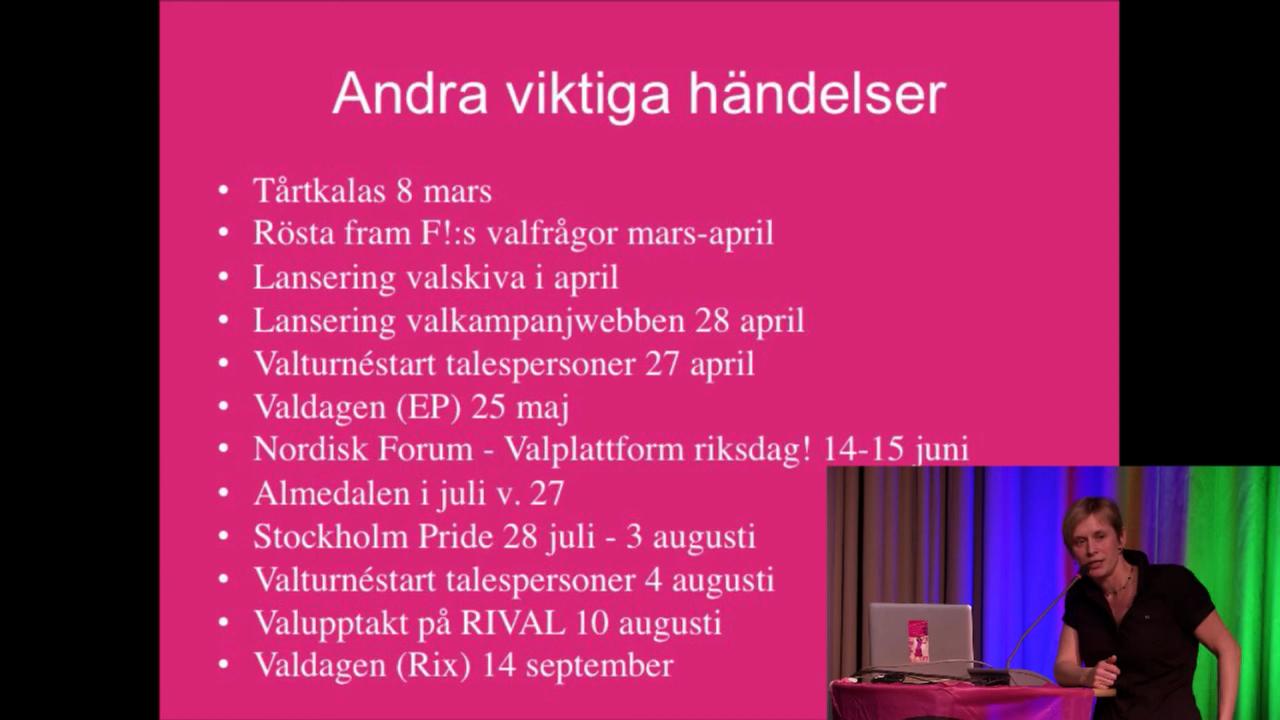 Andra viktiga händelser
• Tårtkalas 8 mars
• Rösta fram F!:s valfrågor mars-april
• Lansering valskiva i april
• Lansering valkampanjwebben 28 april
• Valturnéstart talespersoner 27 april
• Valdagen (EP) 25 maj
• Nordisk Forum - Valplattform riksdag! 14-15 juni
• Almedalen i juli v. 27
• Stockholm Pride 28 juli - 3 augusti
• Valturnéstart talespersoner 4 augusti
• Valupptakt på RIVAL 10 augusti
• Valdagen (Rix) 14 september